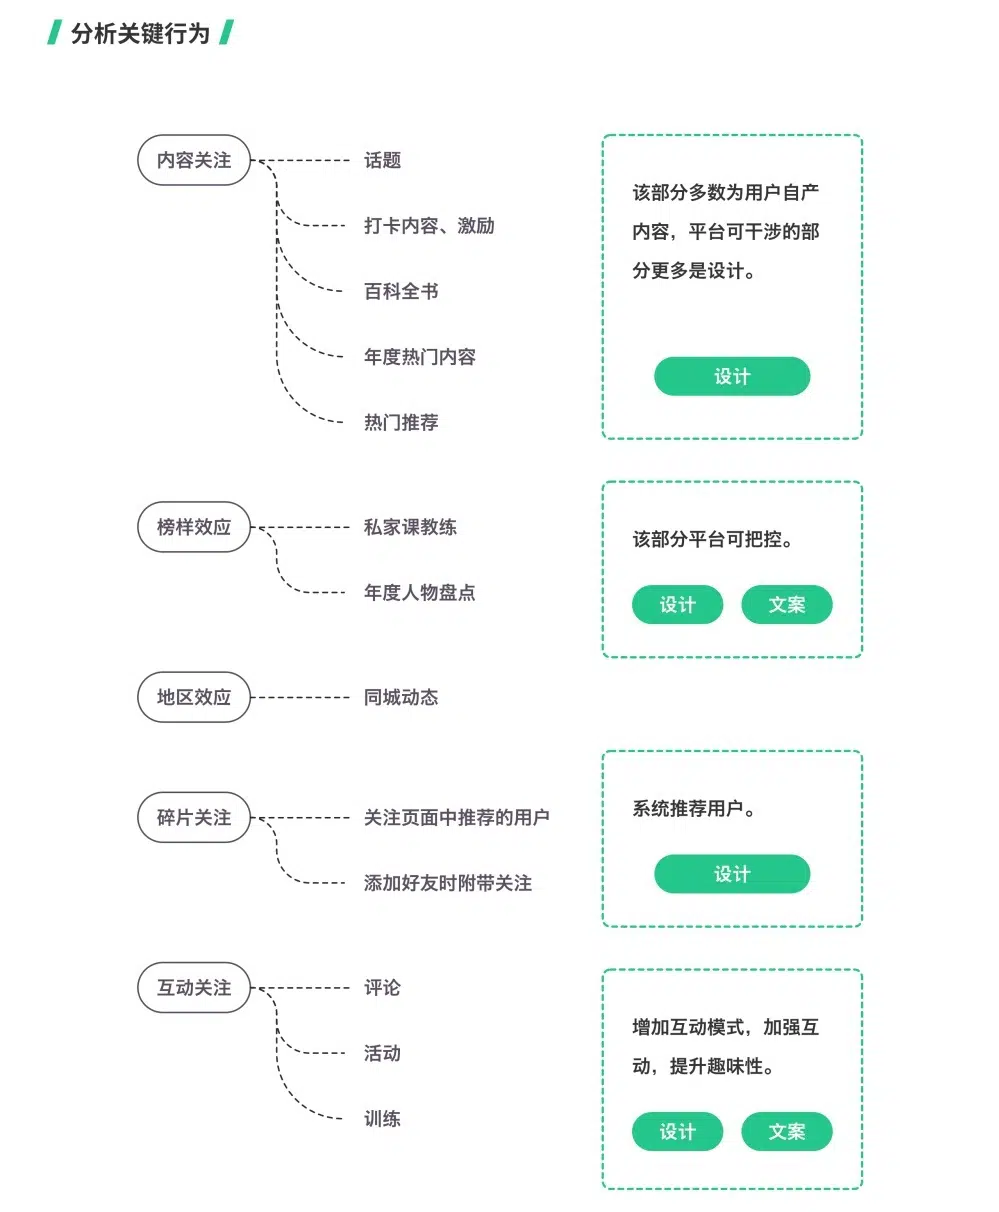 分析关键行为
内容关注
话题
打卡内容、激励
百科全书
年度热门内容
热门推荐
该部分多数为用户自产
内容，平台可干涉的部
分更多是设计。
设计
榜样效应
私家课教练
年度人物盘点
该部分平台可把控。
设计
文案
地区效应
同城动态
碎片关注
关注页面中推荐的用户
添加好友时附带关注
系统推荐用户。
设计
互动关注
评论
活动
训练
增加互动模式，加强互
动，提升趣味性。
设计
文案